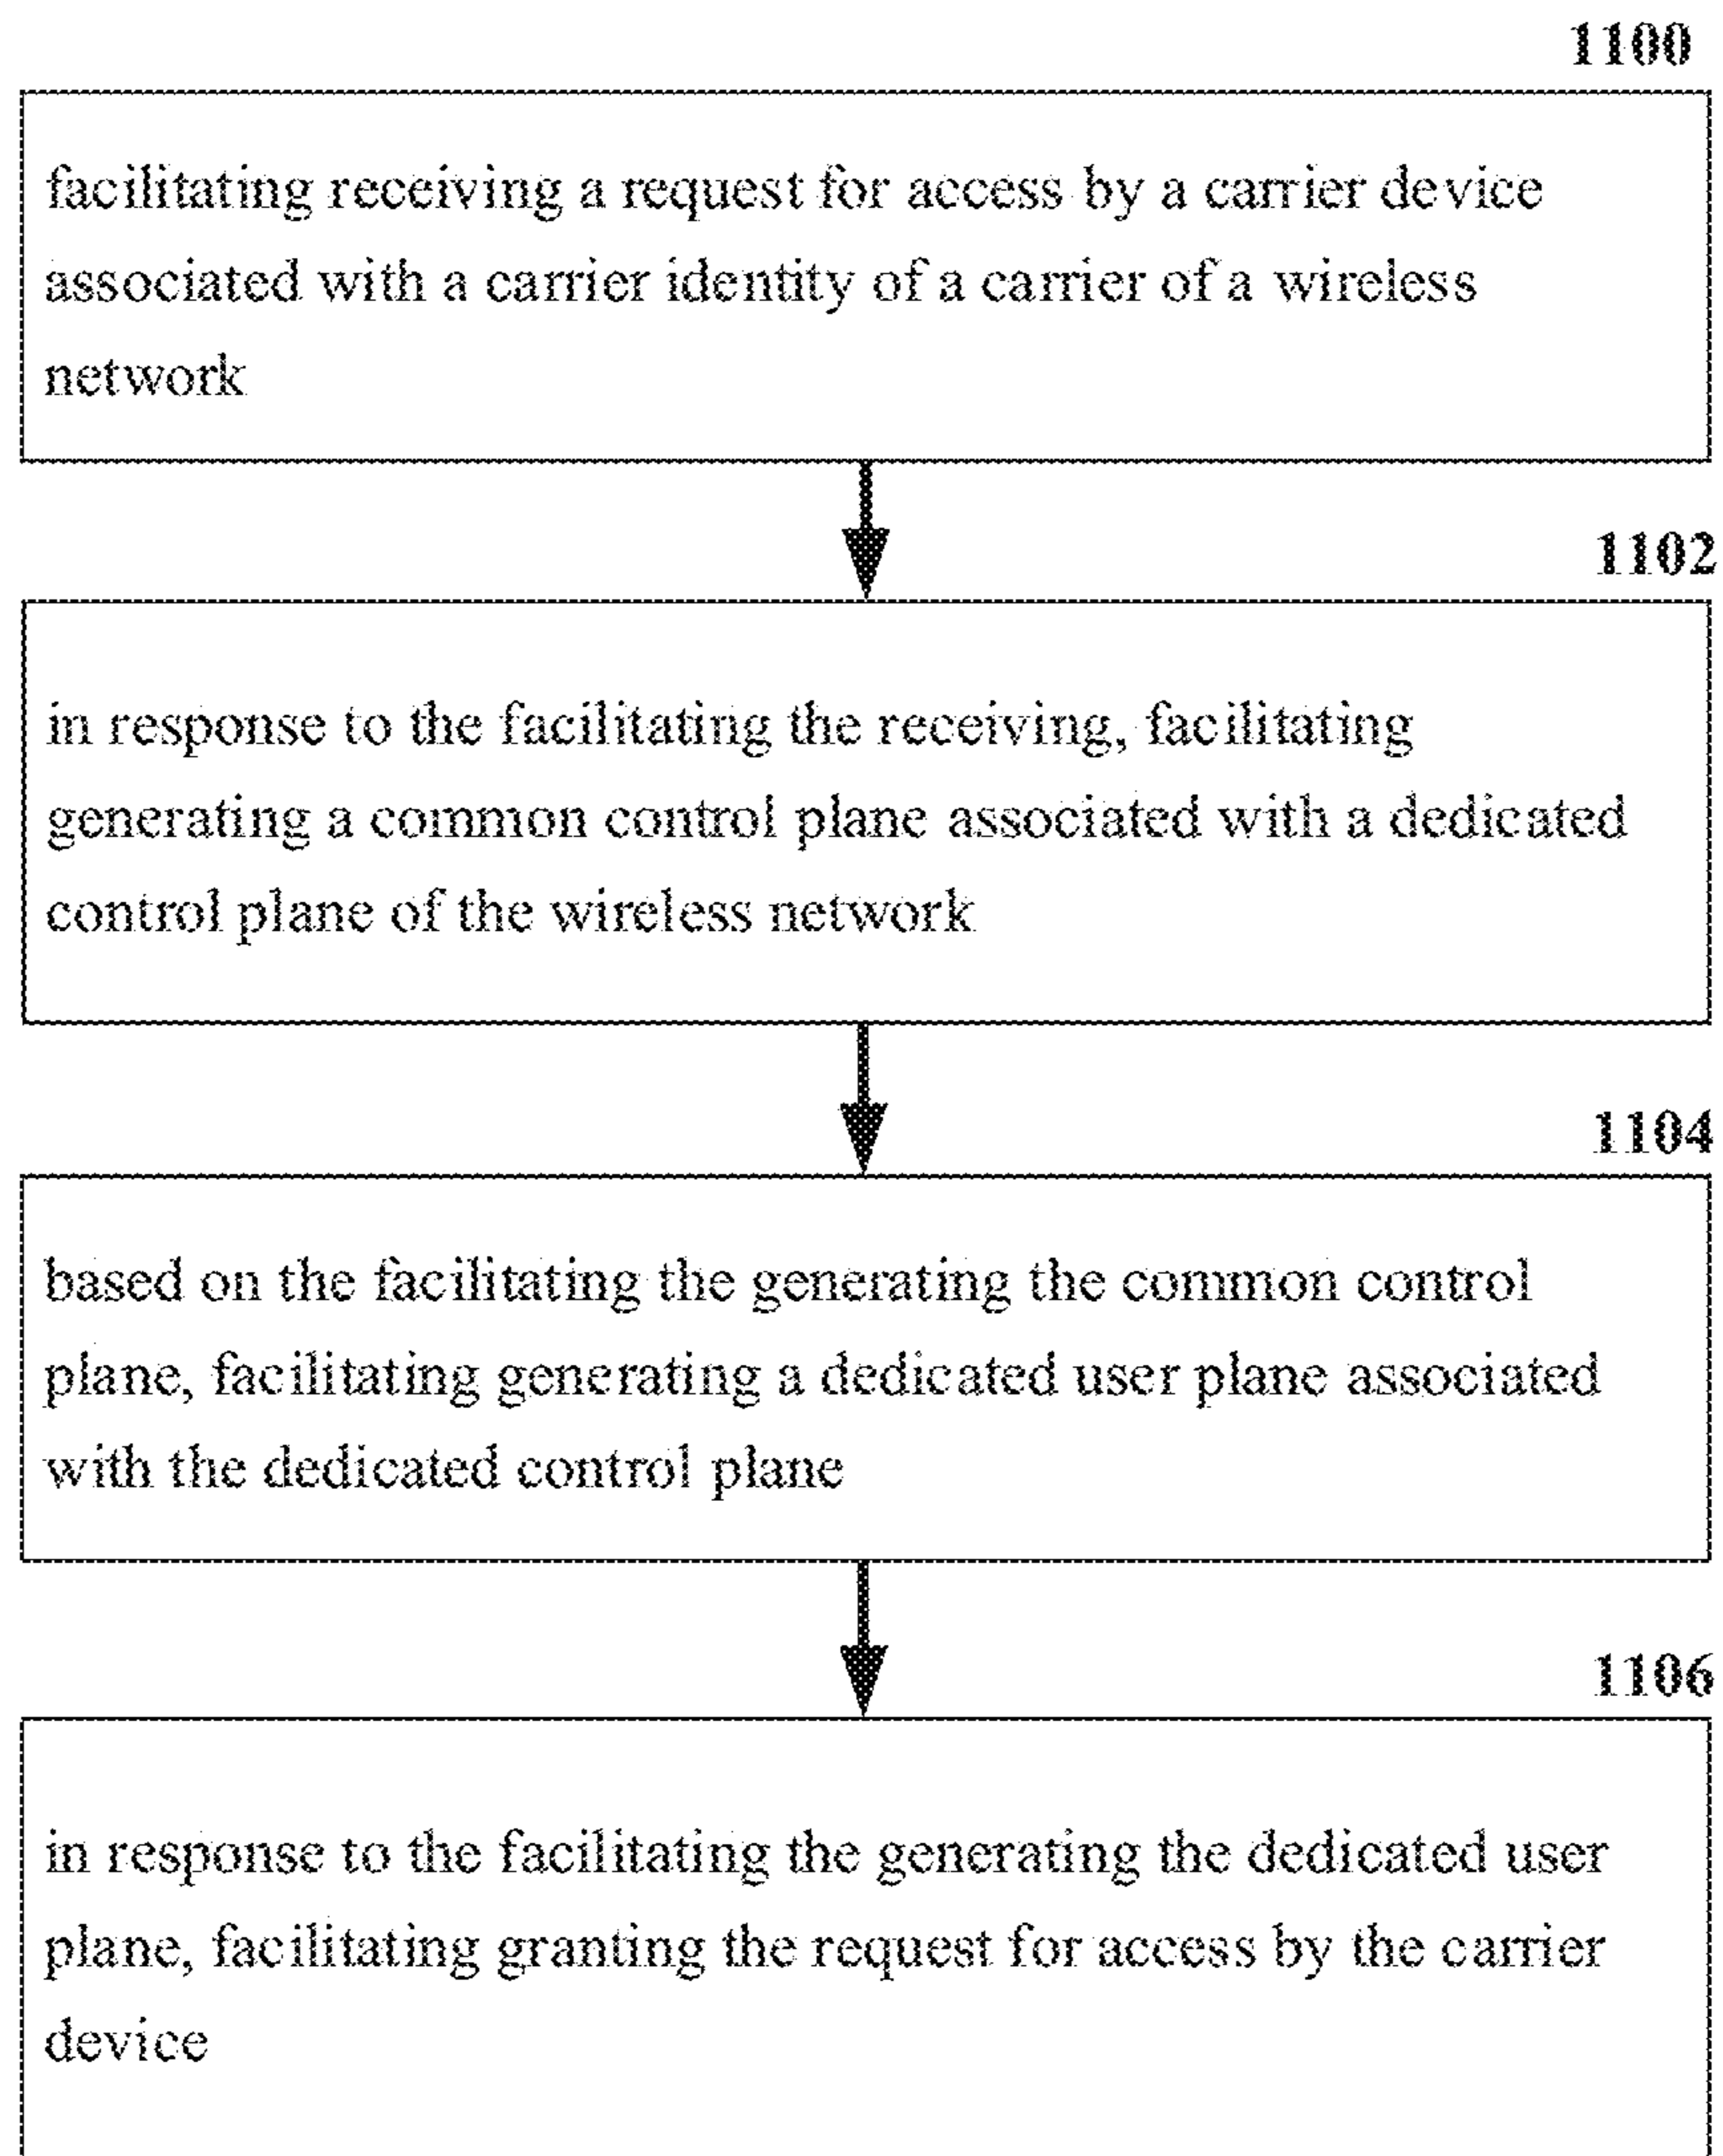 1100
facilitating receiving a request for access by a carrier device
associated with a carrier identity of a carrier of a wireless
network
1102
in response to the facilitating the receiving, facilitating
generating a common control plane associated with a dedicated
control plane of the wireless network
1104
based on the facilitating the generating the common control
plane, facilitating generating a dedicated user plane associated
with the dedicated control plane
1106
in response to the facilitating the generating the dedicated user
plane, facilitating granting the request for access by the carrier
device